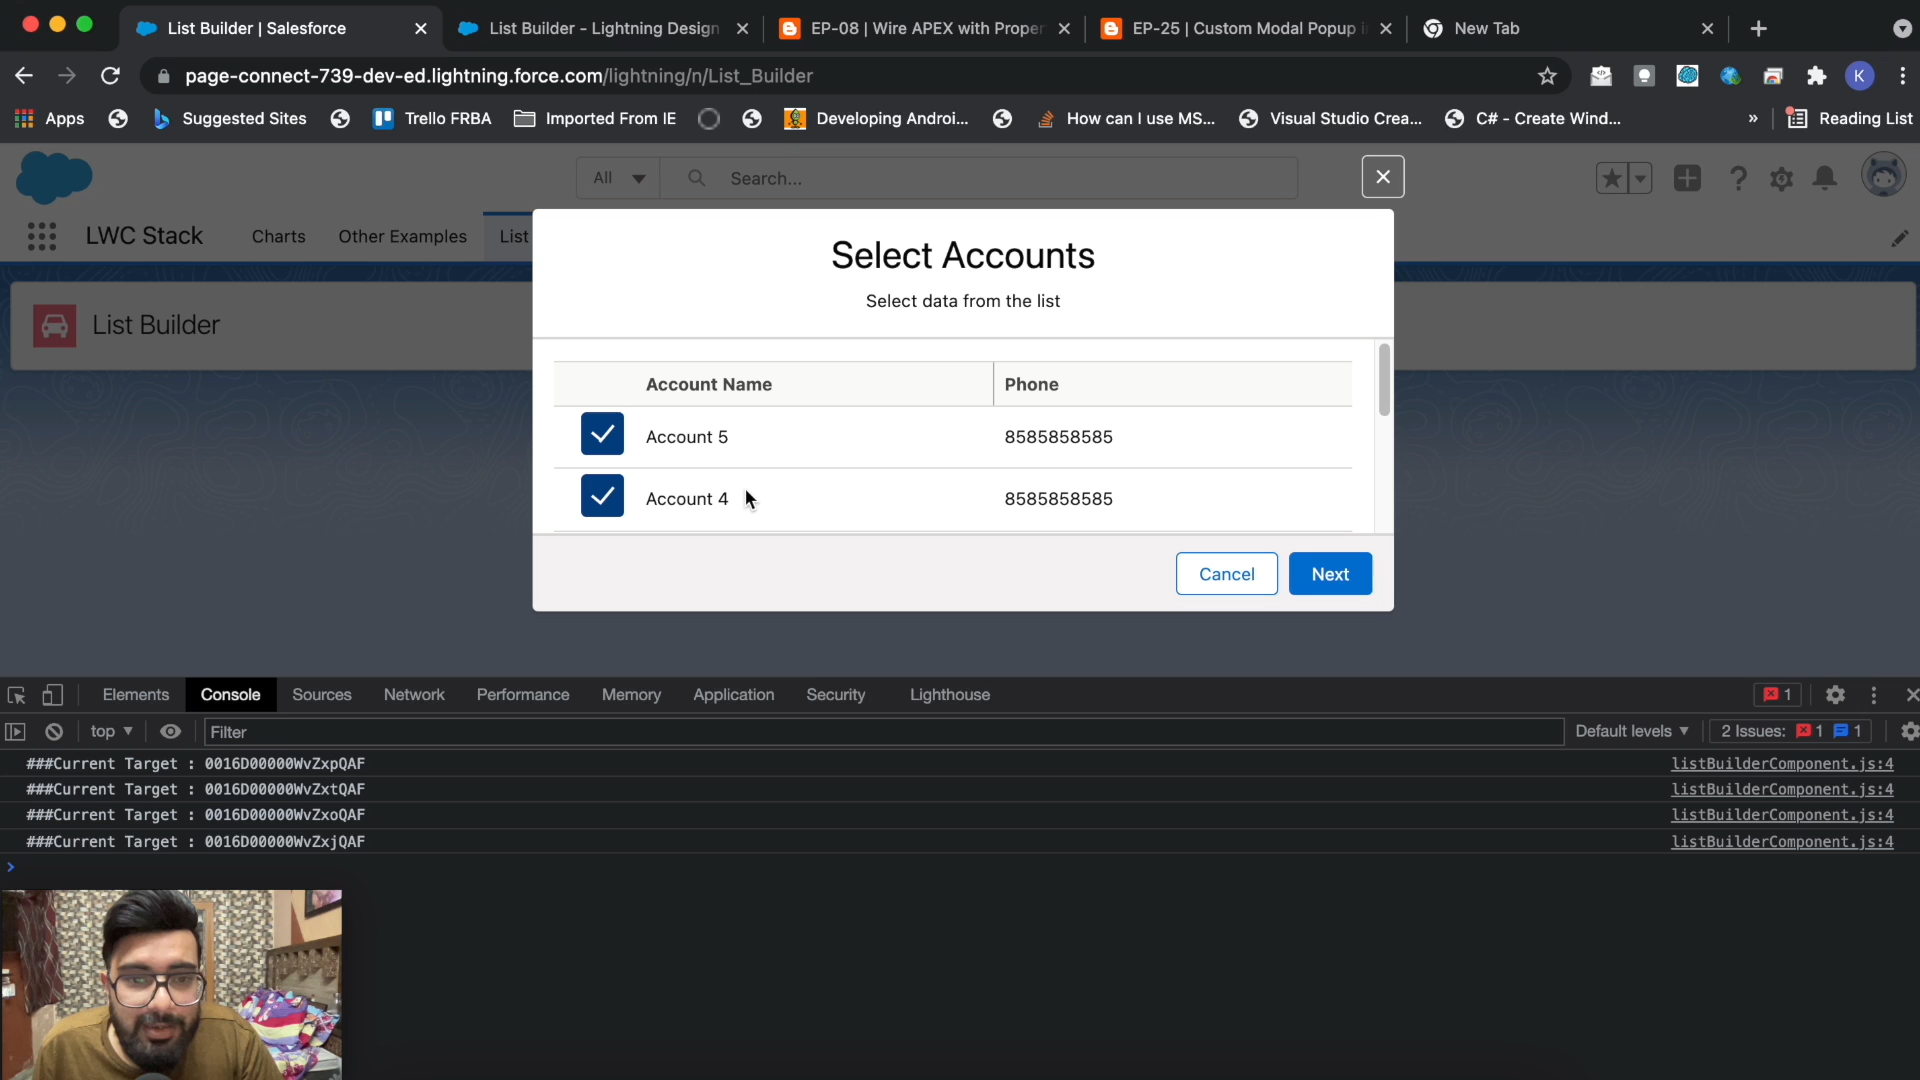 List Builder | Salesforce
List Builder - Lightning Design
EP-08 | Wire APEX with Proper
EP-25 | Custom Modal Popup i
New Tab
page-connect-739-dev-ed.lightning.force.com/lightning/n/List_Builder
K
Apps
Suggested Sites
Trello FRBA
Imported From IE
Developing Androi...
How can I use MS...
Visual Studio Crea...
C# - Create Wind...
»
Reading List
All
Search...
LWC Stack
Charts
Other Examples
List
List Builder
Select Accounts
Select data from the list
Account Name
Phone
Account 5
8585858585
Account 4
8585858585
Cancel
Next
Elements
Console
Sources
Network
Performance
Memory
Application
Security
Lighthouse
1
top
Filter
Default levels
2 Issues: 1 1
###Current Target : 0016D00000WvZxpQAF
listBuilderComponent.js:4
###Current Target : 0016D00000WvZxtQAF
listBuilderComponent.js:4
###Current Target : 0016D00000WvZxoQAF
listBuilderComponent.js:4
###Current Target : 0016D00000WvZxjQAF
listBuilderComponent.js:4
>